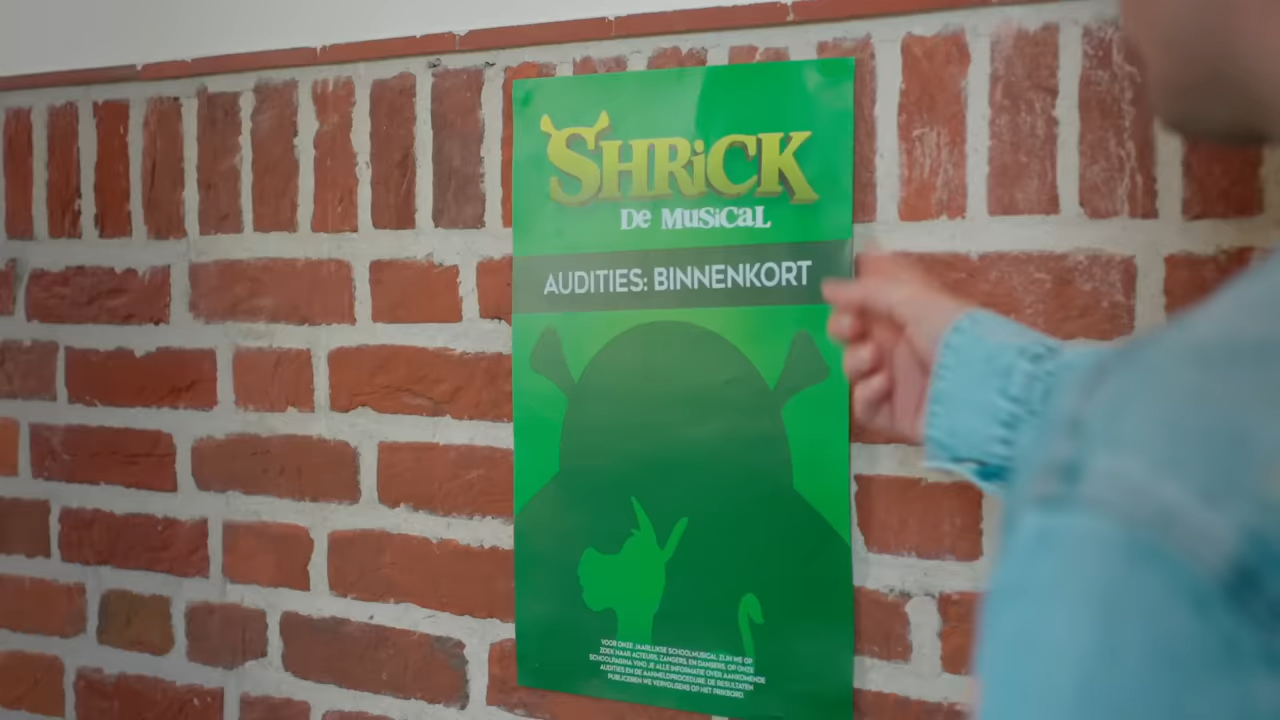 SHRiCK
De MuSiCaL
AUDITIES: BINNENKORT
VOOR ONZE JAARLIJKSE SCHOOLMUSICAL ZIJN WE OP
ZOEK NAAR ACTEURS, ZANGERS, EN DANSERS. OP ONZE
SCHOOLPAGINA VIND JE ALLE INFORMATIE OVER AANKOMENDE
AUDITIES EN DE AANMELDPROCEDURE. DE RESULTATEN
PUBLICEREN WE VERVOLGENS OP HET PRIKBORD.